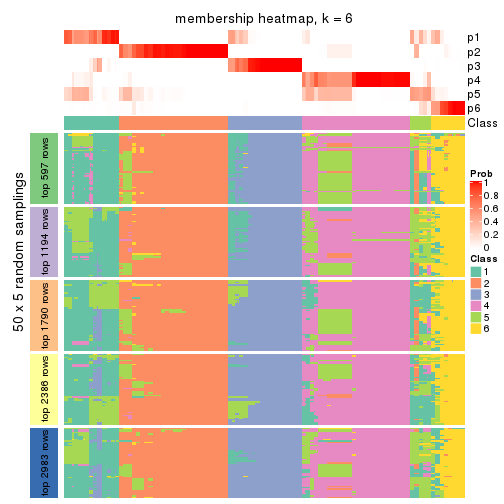 membership heatmap, k = 6
p1
p2
p3
p4
p5
p6
Class
50 x 5 random samplings
top 597 rows
top 1194 rows
top 1790 rows
top 2386 rows
top 2983 rows
Prob
1
0.8
0.6
0.4
0.2
0
Class
1
2
3
4
5
6